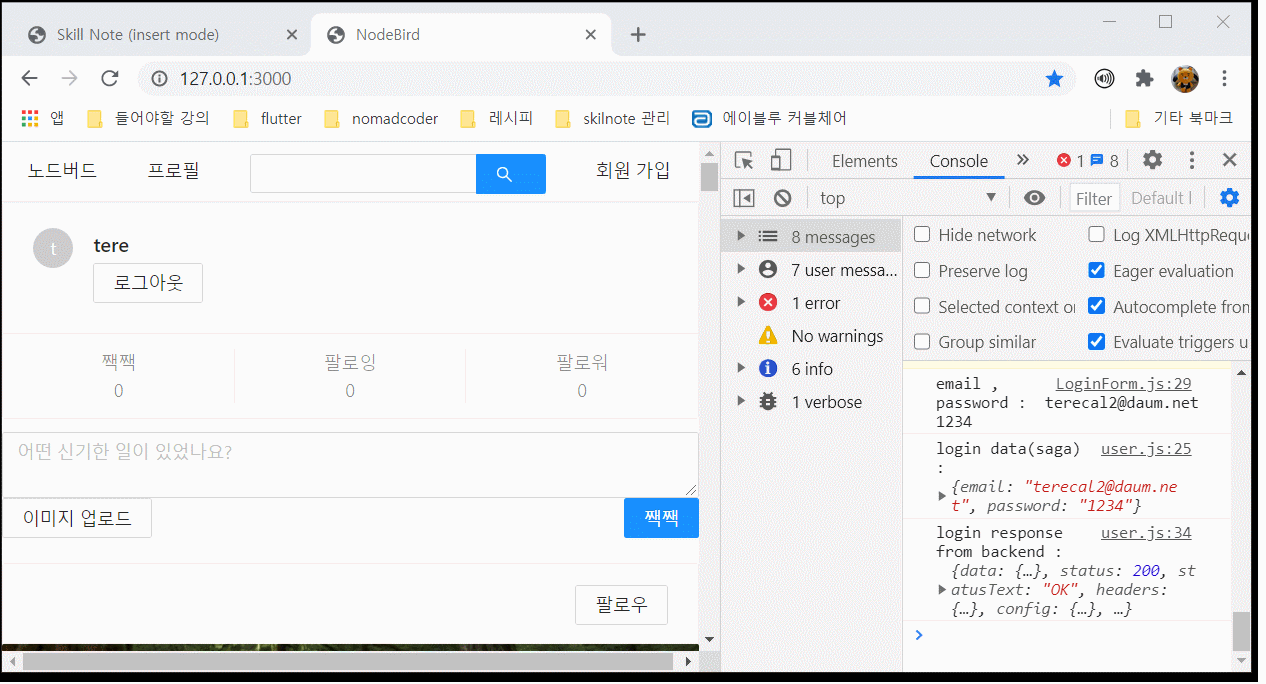 Skill Note (insert mode)
NodeBird
127.0.0.1:3000
앱 들어야할 강의 flutter nomadcoder 레시피 skilnote 관리 에이블루 커블체어 기타 북마크
노드버드 프로필 회원 가입
t
tere
로그아웃
짹짹 팔로잉 팔로워
0 0 0
어떤 신기한 일이 있었나요?
이미지 업로드 짹짹
팔로우
Elements Console » 1 8
top Filter Default l
8 messages
7 user messa...
1 error
No warnings
6 info
1 verbose
Hide network Log XMLHttpReque
Preserve log Eager evaluation
Selected context or Autocomplete from
Group similar Evaluate triggers u
email , LoginForm.js:29
password : terecal2@daum.net
1234
login data(saga) user.js:25
:
{email: "terecal2@daum.ne
t", password: "1234"}
login response user.js:34
from backend :
{data: {…}, status: 200, st
atusText: "OK", headers:
{…}, config: {…}, …}